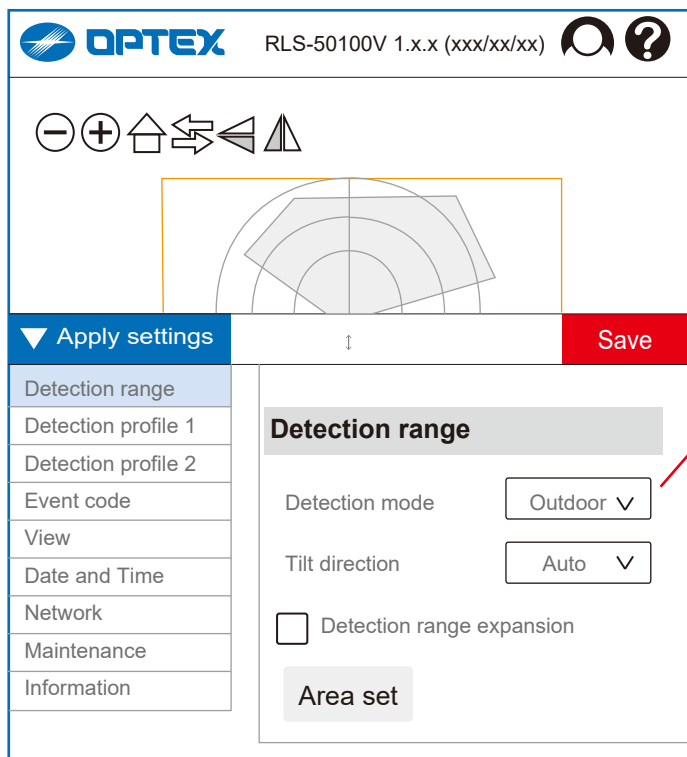 OPTEX RLS-50100V 1.x.x (xxx/xx/xx) ?
Apply settings
Save
Detection range
Detection profile 1
Detection profile 2
Event code
View
Date and Time
Network
Maintenance
Information
Detection range
Detection mode Outdoor
Tilt direction Auto
Detection range expansion
Area set